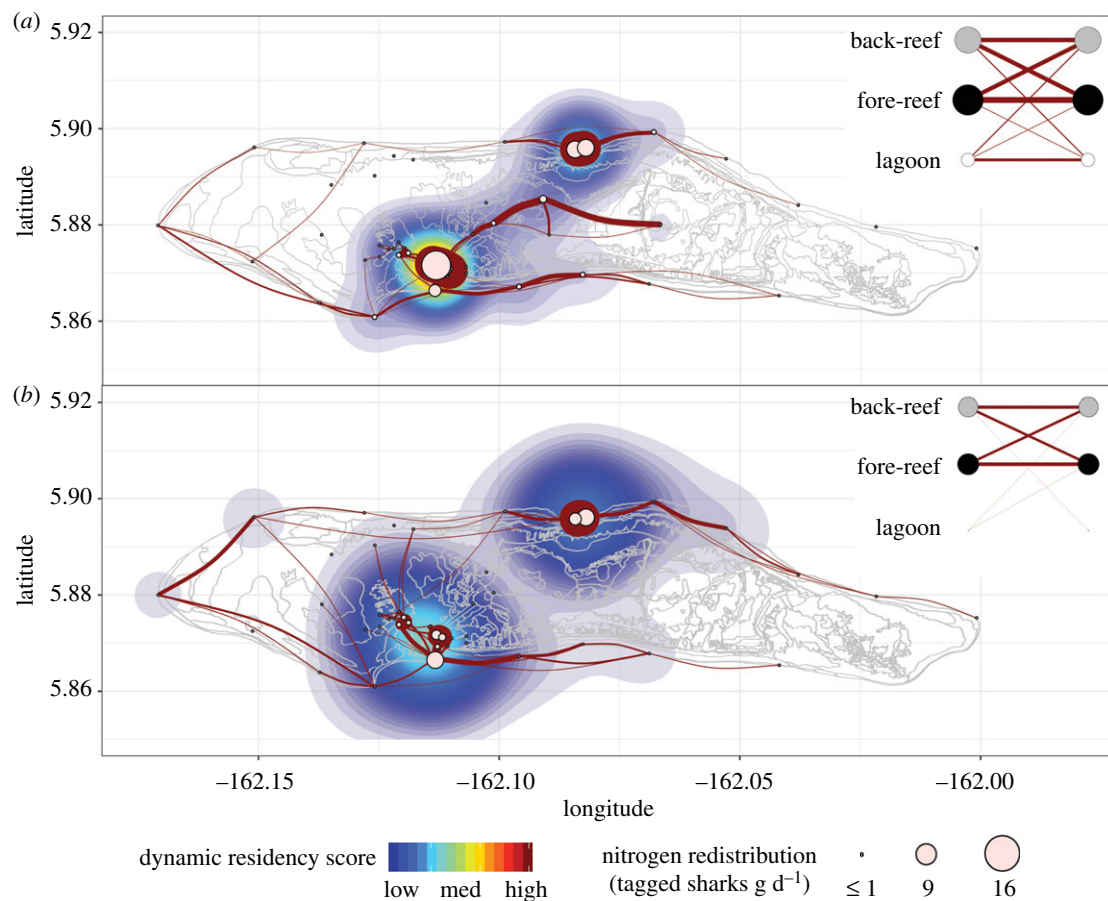 (a)
5.92
5.90
5.88
5.86
latitude
back-reef
fore-reef
lagoon
(b)
5.92
5.90
5.88
5.86
latitude
back-reef
fore-reef
lagoon
−162.15 −162.10 −162.05 −162.00
longitude
dynamic residency score
low med high
nitrogen redistribution
(tagged sharks g d⁻¹)
≤ 1 9 16